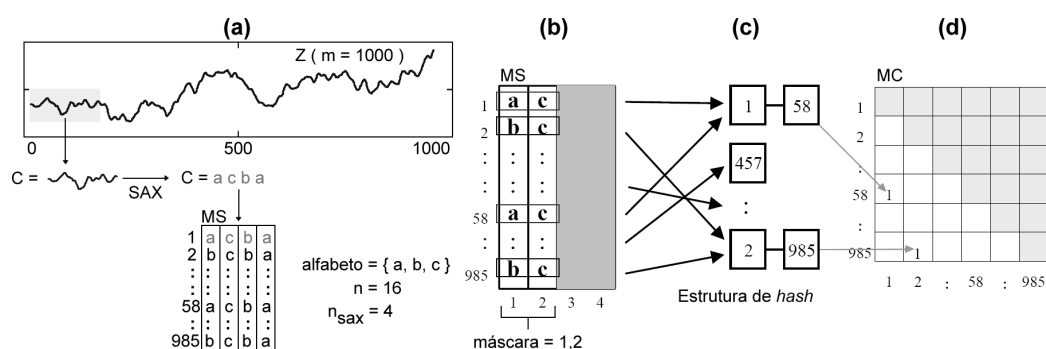 (a)
Z ( m = 1000 )
0
500
1000
C =
SAX
C = a c b a
MS
1 a c b a
2 b c b a
: : : : :
: : : : :
58 a c b a
: : : : :
985 b c b a
alfabeto = { a, b, c }
n = 16
nsax = 4
(b)
MS
1 a c
2 b c
: : :
: : :
58 a c
: : :
985 b c
1 2 3 4
máscara = 1,2
(c)
1 58
457
:
2 985
Estrutura de hash
(d)
MC
1
2
:
58 1
:
985 1
1 2 : 58 : 985